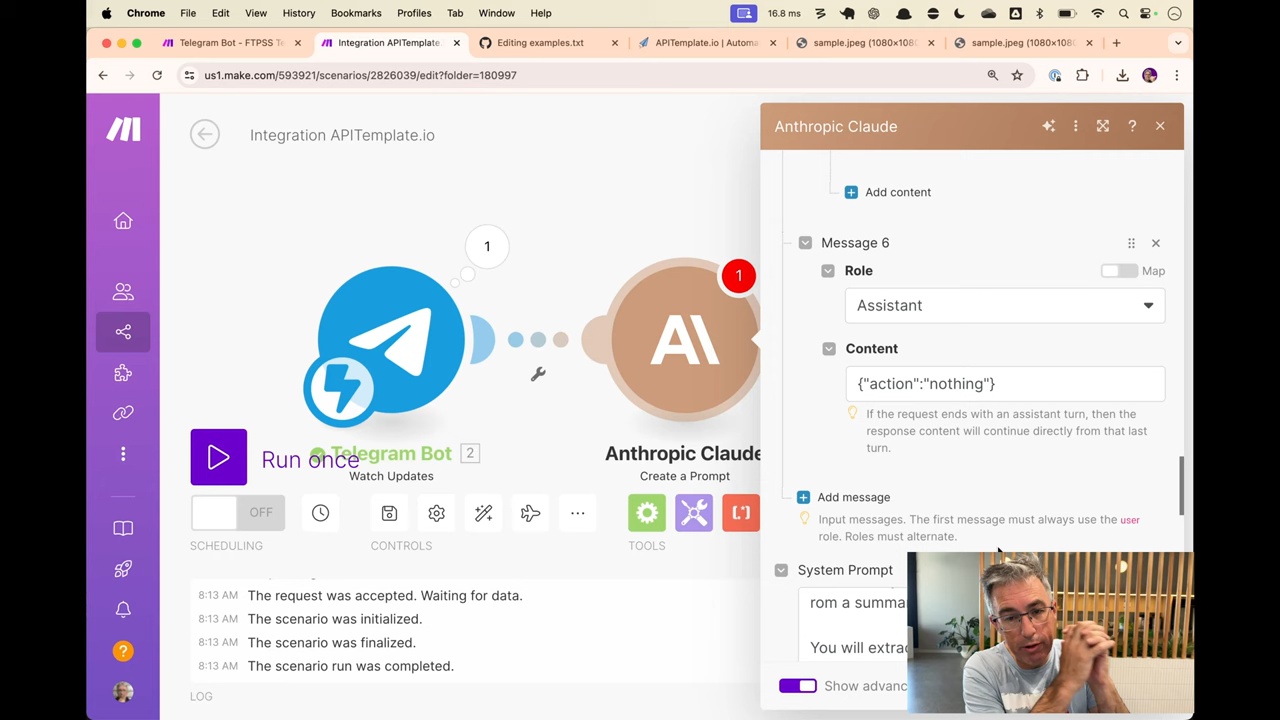 Chrome File Edit View History Bookmarks Profiles Tab Window Help 16.8 ms
Telegram Bot - FTPSS Te
Integration APITemplate.
Editing examples.txt
APITemplate.io | Automa
sample.jpeg (1080×108
sample.jpeg (1080×108
us1.make.com/593921/scenarios/2826039/edit?folder=180997
Integration APITemplate.io
Anthropic Claude
?
Add content
Message 6
Role
Map
Assistant
Content
{"action":"nothing"}
If the request ends with an assistant turn, then the
response content will continue directly from that last
turn.
Add message
Input messages. The first message must always use the user
role. Roles must alternate.
System Prompt
rom a summa
You will extrac
Show advanc
1
1
Telegram Bot 2
Watch Updates
Anthropic Claude
Create a Prompt
Run once
OFF
SCHEDULING
CONTROLS
TOOLS
8:13 AM The request was accepted. Waiting for data.
8:13 AM The scenario was initialized.
8:13 AM The scenario was finalized.
8:13 AM The scenario run was completed.
LOG
?